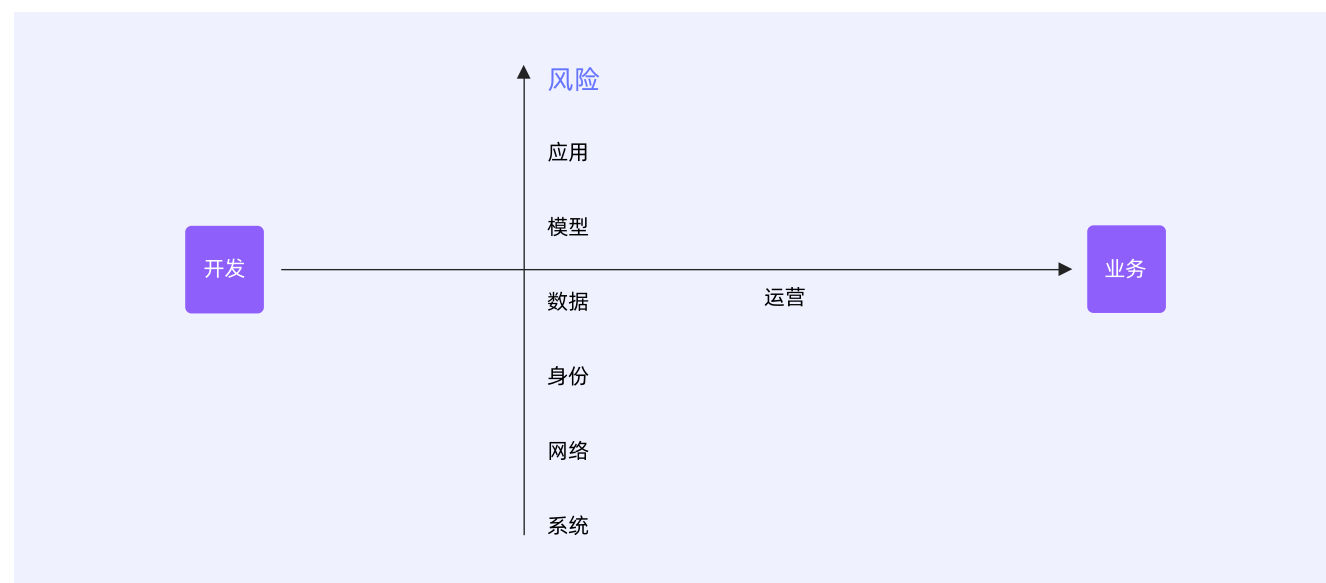 风险
应用
模型
开发
业务
数据
运营
身份
网络
系统